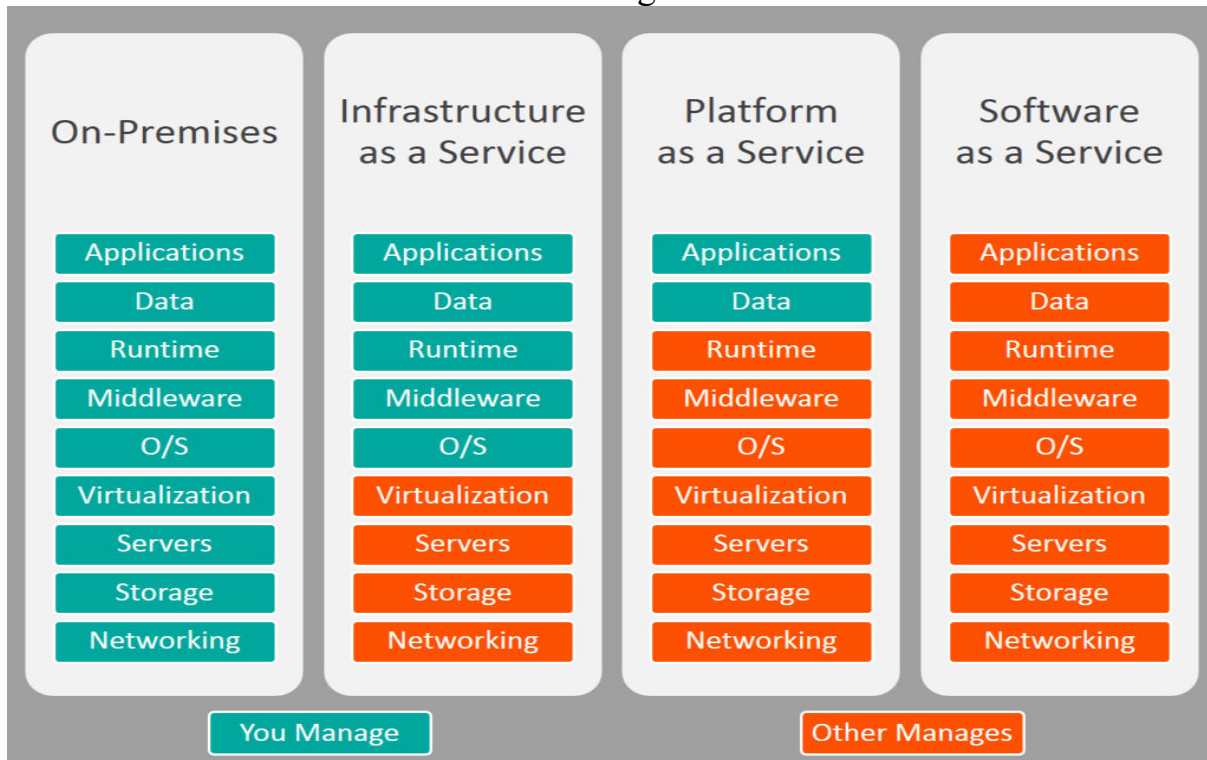 On-Premises
Applications
Data
Runtime
Middleware
O/S
Virtualization
Servers
Storage
Networking
Infrastructure
as a Service
Applications
Data
Runtime
Middleware
O/S
Virtualization
Servers
Storage
Networking
Platform
as a Service
Applications
Data
Runtime
Middleware
O/S
Virtualization
Servers
Storage
Networking
Software
as a Service
Applications
Data
Runtime
Middleware
O/S
Virtualization
Servers
Storage
Networking
You Manage
Other Manages